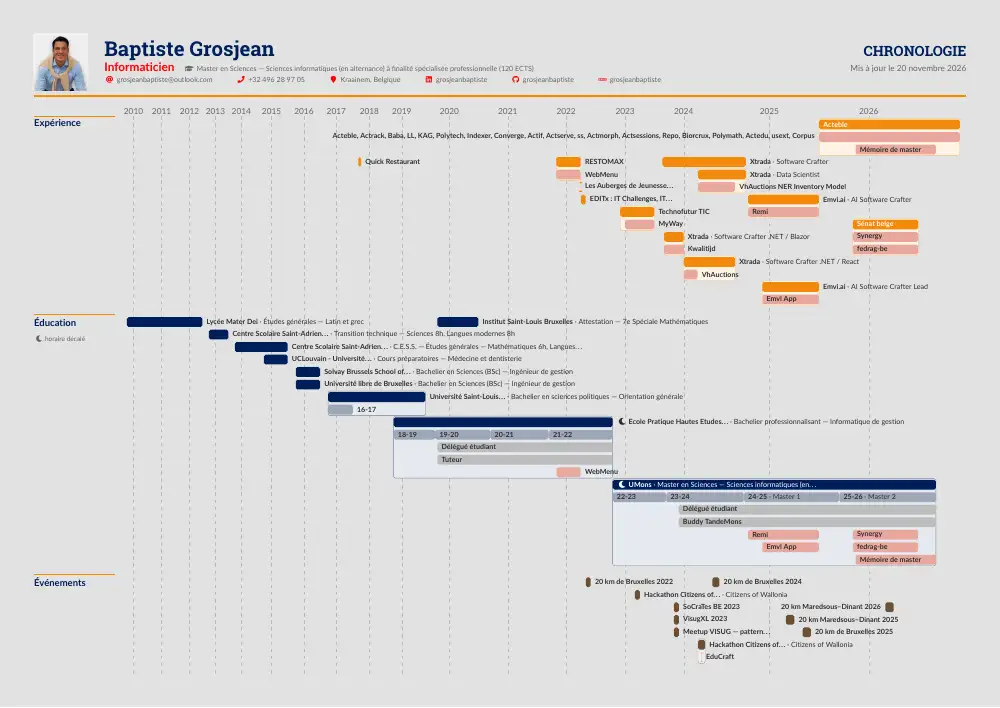 Baptiste Grosjean
CHRONOLOGIE
Informaticien
Master en Sciences — Sciences informatiques (en alternance) à finalité spécialisée professionnelle (120 ECTS)
Mis à jour le 20 novembre 2026
grosjeanbaptiste@outlook.com +32 496 28 97 05 Kraainem, Belgique grosjeanbaptiste grosjeanbaptiste grosjeanbaptiste
2010 2011 2012 2013 2014 2015 2016 2017 2018 2019 2020 2021 2022 2023 2024 2025 2026
Expérience
Acteble
Acteble, Actrack, Baba, LL, KAG, Polytech, Indexer, Converge, Actif, Actserve, ss, Actmorph, Actsessions, Repo, Biorcrux, Polymath, Actedu, usext, Corpus
Mémoire de master
Quick Restaurant
RESTOMAX
Xtrada · Software Crafter
WebMenu
Xtrada · Data Scientist
Les Auberges de Jeunesse...
VhAuctions NER Inventory Model
EDITx : IT Challenges, IT...
Emvi.ai · AI Software Crafter
Technofutur TIC
Remi
MyWay
Sénat belge
Xtrada · Software Crafter .NET / Blazor
Synergy
Kwalitijd
fedrag-be
Xtrada · Software Crafter .NET / React
VhAuctions
Emvi.ai · AI Software Crafter Lead
Emvi App
Éducation
horaire décalé
Lycée Mater Dei · Études générales — Latin et grec
Institut Saint-Louis Bruxelles · Attestation — 7e Spéciale Mathématiques
Centre Scolaire Saint-Adrien... · Transition technique — Sciences 8h, Langues modernes 8h
Centre Scolaire Saint-Adrien... · C.E.S.S. — Études générales — Mathématiques 6h, Langues...
UCLouvain - Université... · Cours préparatoires — Médecine et dentisterie
Solvay Brussels School of... · Bachelier en Sciences (BSc) — Ingénieur de gestion
Université libre de Bruxelles · Bachelier en Sciences (BSc) — Ingénieur de gestion
Université Saint-Louis... · Bachelier en sciences politiques — Orientation générale
16-17
Ecole Pratique Hautes Etudes... · Bachelier professionnalisant — Informatique de gestion
18-19 19-20 20-21 21-22
Délégué étudiant
Tuteur
WebMenu
UMons · Master en Sciences — Sciences informatiques (en...
22-23 23-24 24-25 · Master 1 25-26 · Master 2
Délégué étudiant
Buddy TandeMons
Remi Synergy
Emvi App fedrag-be
Mémoire de master
Événements
20 km de Bruxelles 2022
20 km de Bruxelles 2024
Hackathon Citizens of... · Citizens of Wallonia
SoCraTes BE 2023
20 km Maredsous–Dinant 2026
VisugXL 2023
20 km Maredsous–Dinant 2025
Meetup VISUG — pattern...
20 km de Bruxelles 2025
Hackathon Citizens of... · Citizens of Wallonia
EduCraft